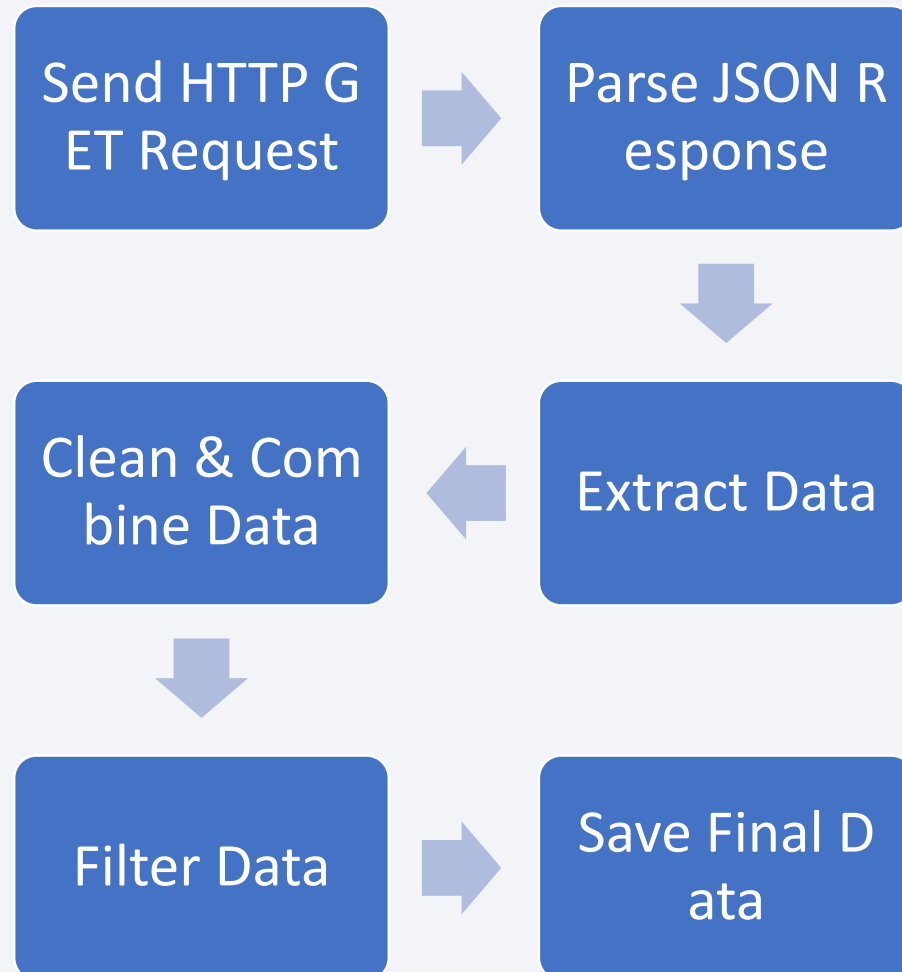 Send HTTP G
ET Request
Parse JSON R
esponse
Extract Data
Clean & Com
bine Data
Filter Data
Save Final D
ata